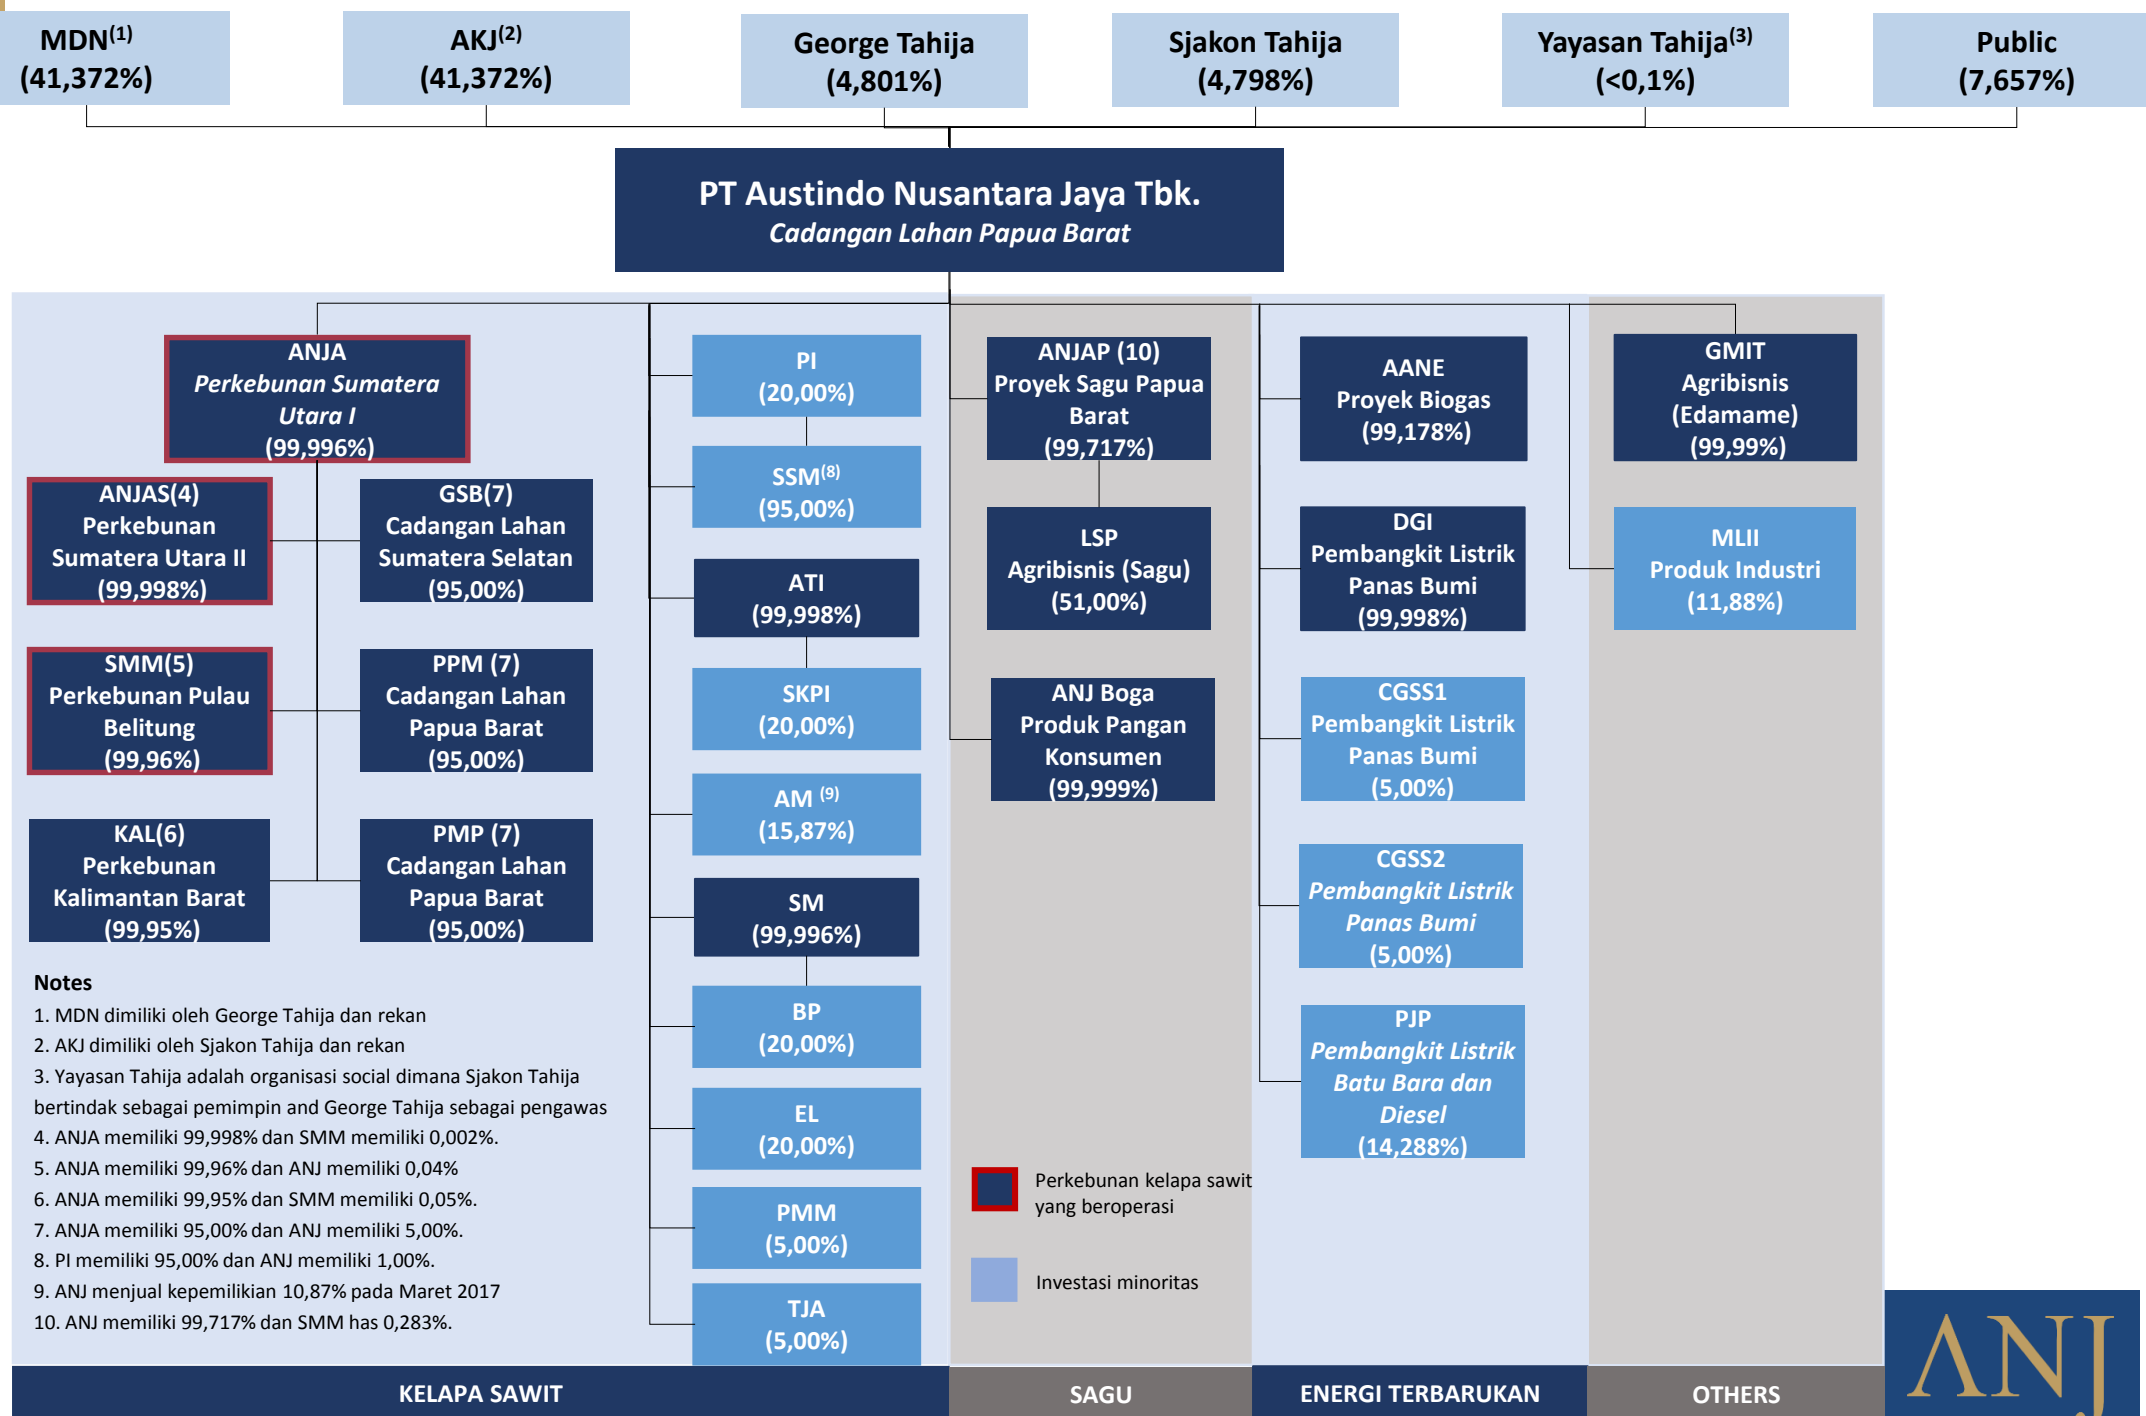 MDN(1)
(41,372%)
AKJ(2)
(41,372%)
George Tahija
(4,801%)
Sjakon Tahija
(4,798%)
Yayasan Tahija(3)
(<0,1%)
Public
(7,657%)
PT Austindo Nusantara Jaya Tbk.
Cadangan Lahan Papua Barat
ANJA
Perkebunan Sumatera
Utara I
(99,996%)
ANJAS(4)
Perkebunan
Sumatera Utara II
(99,998%)
GSB(7)
Cadangan Lahan
Sumatera Selatan
(95,00%)
SMM(5)
Perkebunan Pulau
Belitung
(99,96%)
PPM (7)
Cadangan Lahan
Papua Barat
(95,00%)
KAL(6)
Perkebunan
Kalimantan Barat
(99,95%)
PMP (7)
Cadangan Lahan
Papua Barat
(95,00%)
PI
(20,00%)
SSM(8)
(95,00%)
ATI
(99,998%)
SKPI
(20,00%)
AM (9)
(15,87%)
SM
(99,996%)
BP
(20,00%)
EL
(20,00%)
PMM
(5,00%)
TJA
(5,00%)
ANJAP (10)
Proyek Sagu Papua
Barat
(99,717%)
LSP
Agribisnis (Sagu)
(51,00%)
ANJ Boga
Produk Pangan
Konsumen
(99,999%)
AANE
Proyek Biogas
(99,178%)
DGI
Pembangkit Listrik
Panas Bumi
(99,998%)
CGSS1
Pembangkit Listrik
Panas Bumi
(5,00%)
CGSS2
Pembangkit Listrik
Panas Bumi
(5,00%)
PJP
Pembangkit Listrik
Batu Bara dan
Diesel
(14,288%)
GMIT
Agribisnis
(Edamame)
(99,99%)
MLII
Produk Industri
(11,88%)
Notes
1. MDN dimiliki oleh George Tahija dan rekan
2. AKJ dimiliki oleh Sjakon Tahija dan rekan
3. Yayasan Tahija adalah organisasi social dimana Sjakon Tahija
bertindak sebagai pemimpin and George Tahija sebagai pengawas
4. ANJA memiliki 99,998% dan SMM memiliki 0,002%.
5. ANJA memiliki 99,96% dan ANJ memiliki 0,04%
6. ANJA memiliki 99,95% dan SMM memiliki 0,05%.
7. ANJA memiliki 95,00% dan ANJ memiliki 5,00%.
8. PI memiliki 95,00% dan ANJ memiliki 1,00%.
9. ANJ menjual kepemilikian 10,87% pada Maret 2017
10. ANJ memiliki 99,717% dan SMM has 0,283%.
Perkebunan kelapa sawit
yang beroperasi
Investasi minoritas
KELAPA SAWIT
SAGU
ENERGI TERBARUKAN
OTHERS
ANJ